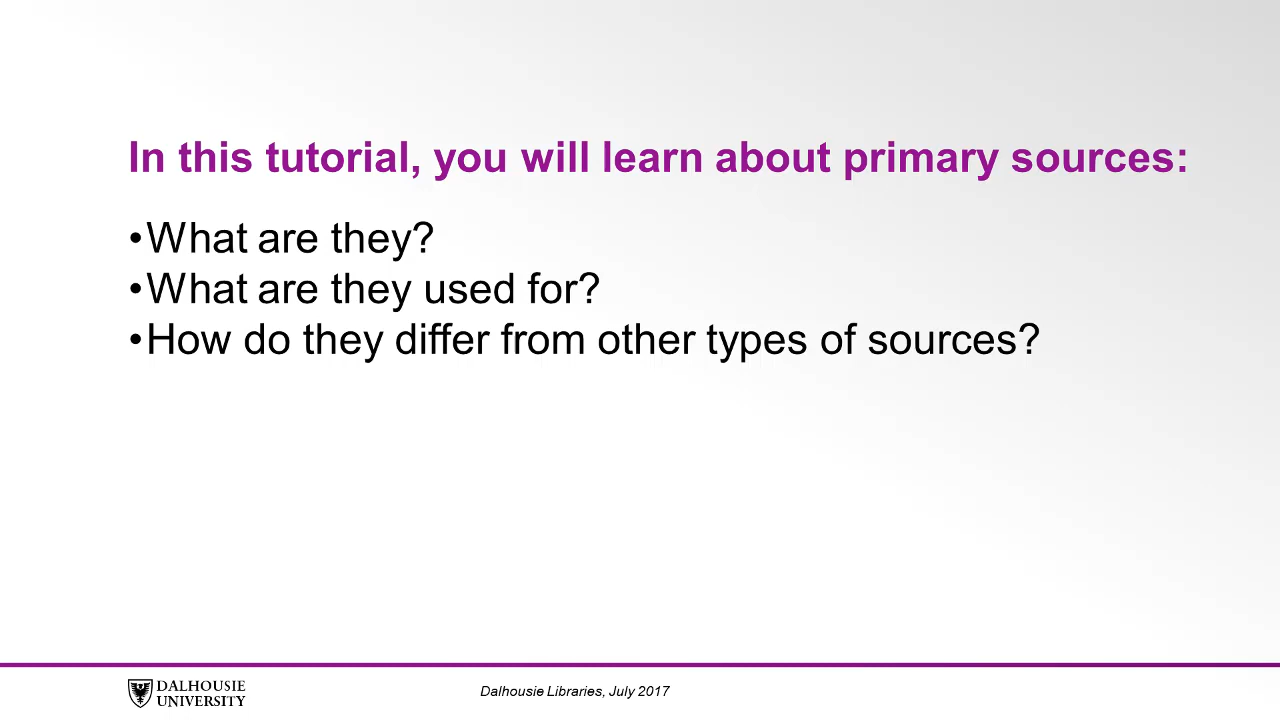 In this tutorial, you will learn about primary sources:
•What are they?
•What are they used for?
•How do they differ from other types of sources?
DALHOUSIE
UNIVERSITY
Dalhousie Libraries, July 2017